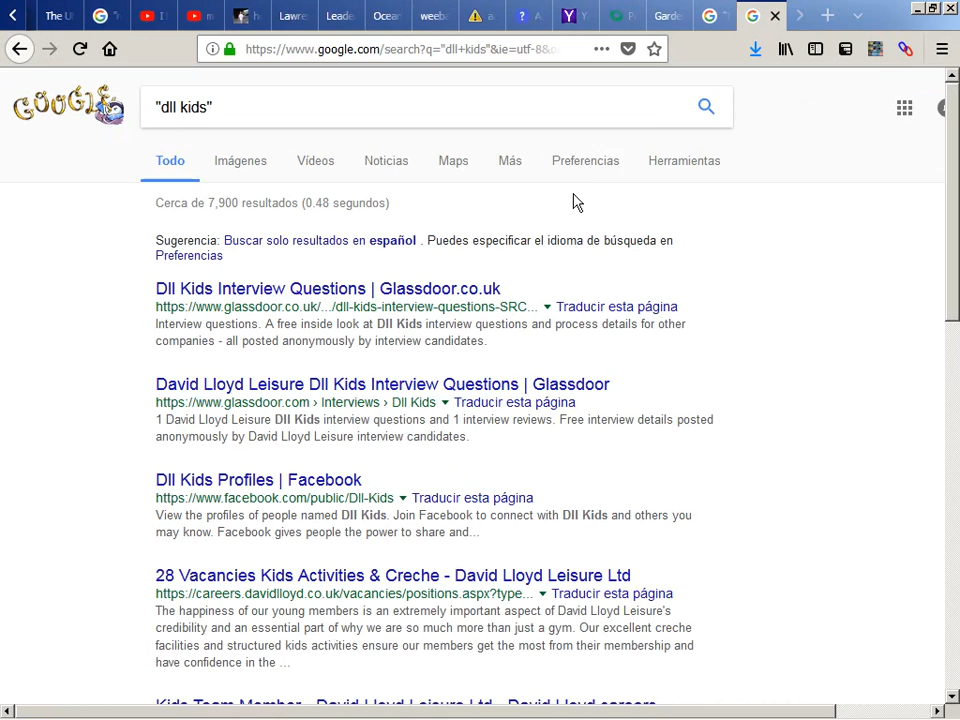 The U
Lawre
Leade
Ocean
weeba
Garde
https://www.google.com/search?q="dll+kids"&ie=utf-8&o
GOOGLE
"dll kids"
Todo Imágenes Vídeos Noticias Maps Más Preferencias Herramientas
Cerca de 7,900 resultados (0.48 segundos)
Sugerencia: Buscar solo resultados en español . Puedes especificar el idioma de búsqueda en
Preferencias
Dll Kids Interview Questions | Glassdoor.co.uk
https://www.glassdoor.co.uk/.../dll-kids-interview-questions-SRC... Traducir esta página
Interview questions. A free inside look at Dll Kids interview questions and process details for other
companies - all posted anonymously by interview candidates.
David Lloyd Leisure Dll Kids Interview Questions | Glassdoor
https://www.glassdoor.com › Interviews › Dll Kids Traducir esta página
1 David Lloyd Leisure Dll Kids interview questions and 1 interview reviews. Free interview details posted
anonymously by David Lloyd Leisure interview candidates.
Dll Kids Profiles | Facebook
https://www.facebook.com/public/Dll-Kids Traducir esta página
View the profiles of people named Dll Kids. Join Facebook to connect with Dll Kids and others you
may know. Facebook gives people the power to share and...
28 Vacancies Kids Activities & Creche - David Lloyd Leisure Ltd
https://careers.davidlloyd.co.uk/vacancies/positions.aspx?type... Traducir esta página
The happiness of our young members is an extremely important aspect of David Lloyd Leisure's
credibility and an essential part of why we are so much more than just a gym. Our excellent creche
facilities and structured kids activities ensure our members get the most from their membership and
have confidence in the ...
Kids Team Member - David Lloyd Leisure Ltd - David Lloyd careers